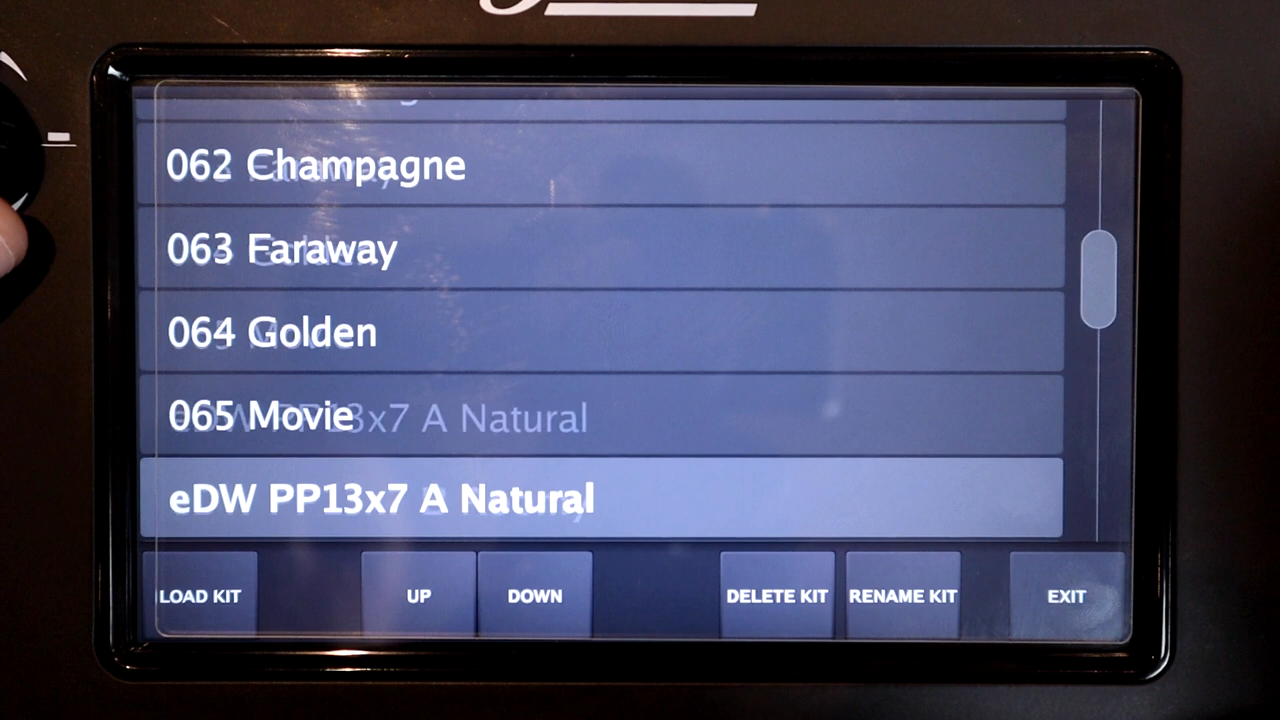 062 Champagne
063 Faraway
064 Golden
065 Movie
eDW PP13x7 A Natural
LOAD KIT UP DOWN DELETE KIT RENAME KIT EXIT